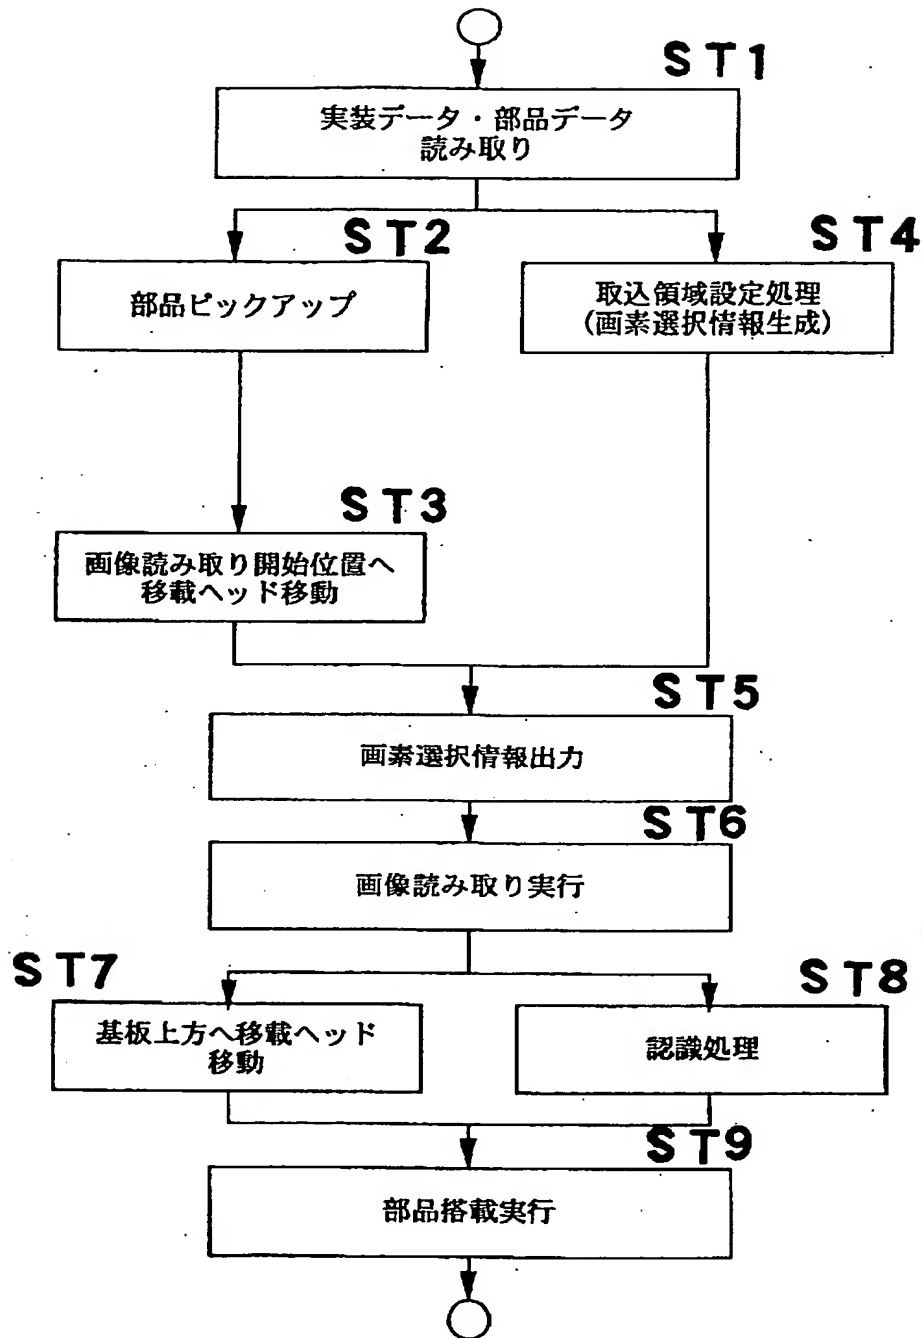 ST1
実装データ・部品データ
読み取り
ST2
部品ピックアップ
ST4
取込領域設定処理
(画素選択情報生成)
ST3
画像読み取り開始位置へ
移載ヘッド移動
ST5
画素選択情報出力
ST6
画像読み取り実行
ST7
基板上方へ移載ヘッド
移動
ST8
認識処理
ST9
部品搭載実行